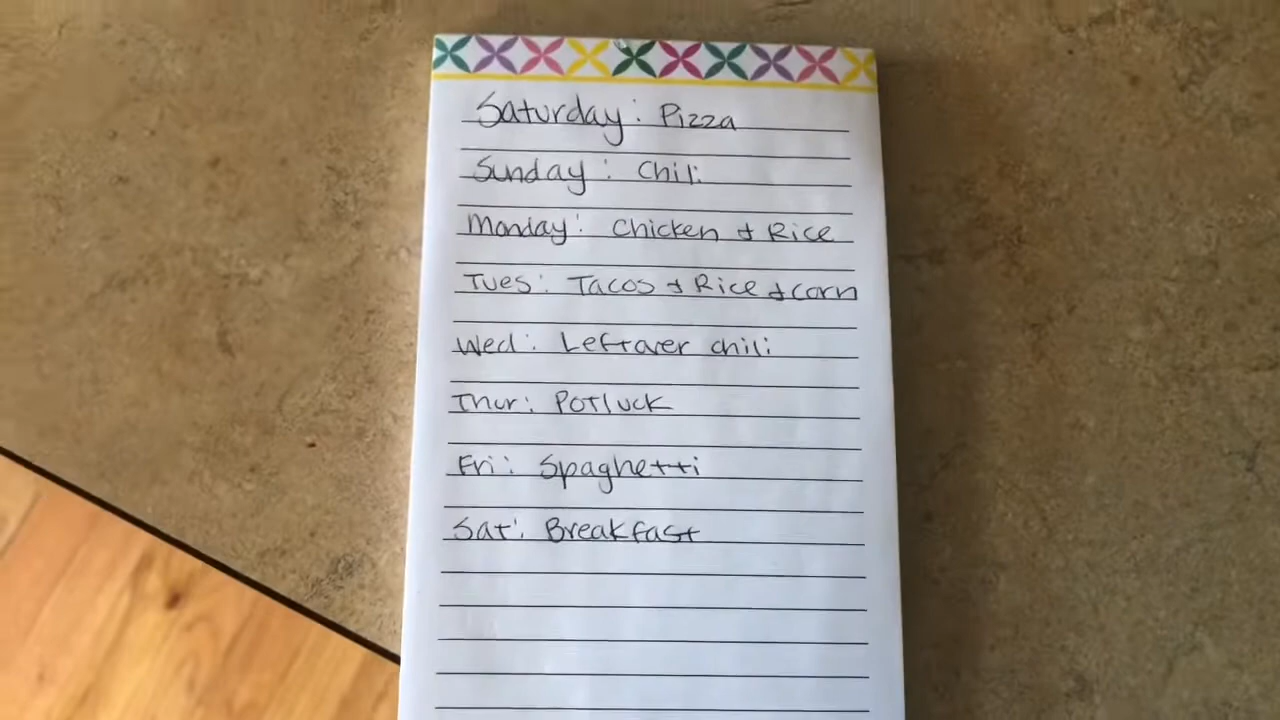 Saturday: Pizza
Sunday: Chili
Monday: Chicken & Rice
Tues: Tacos & Rice & corn
Wed: Leftover chili
Thur: Potluck
Fri: Spaghetti
Sat: Breakfast